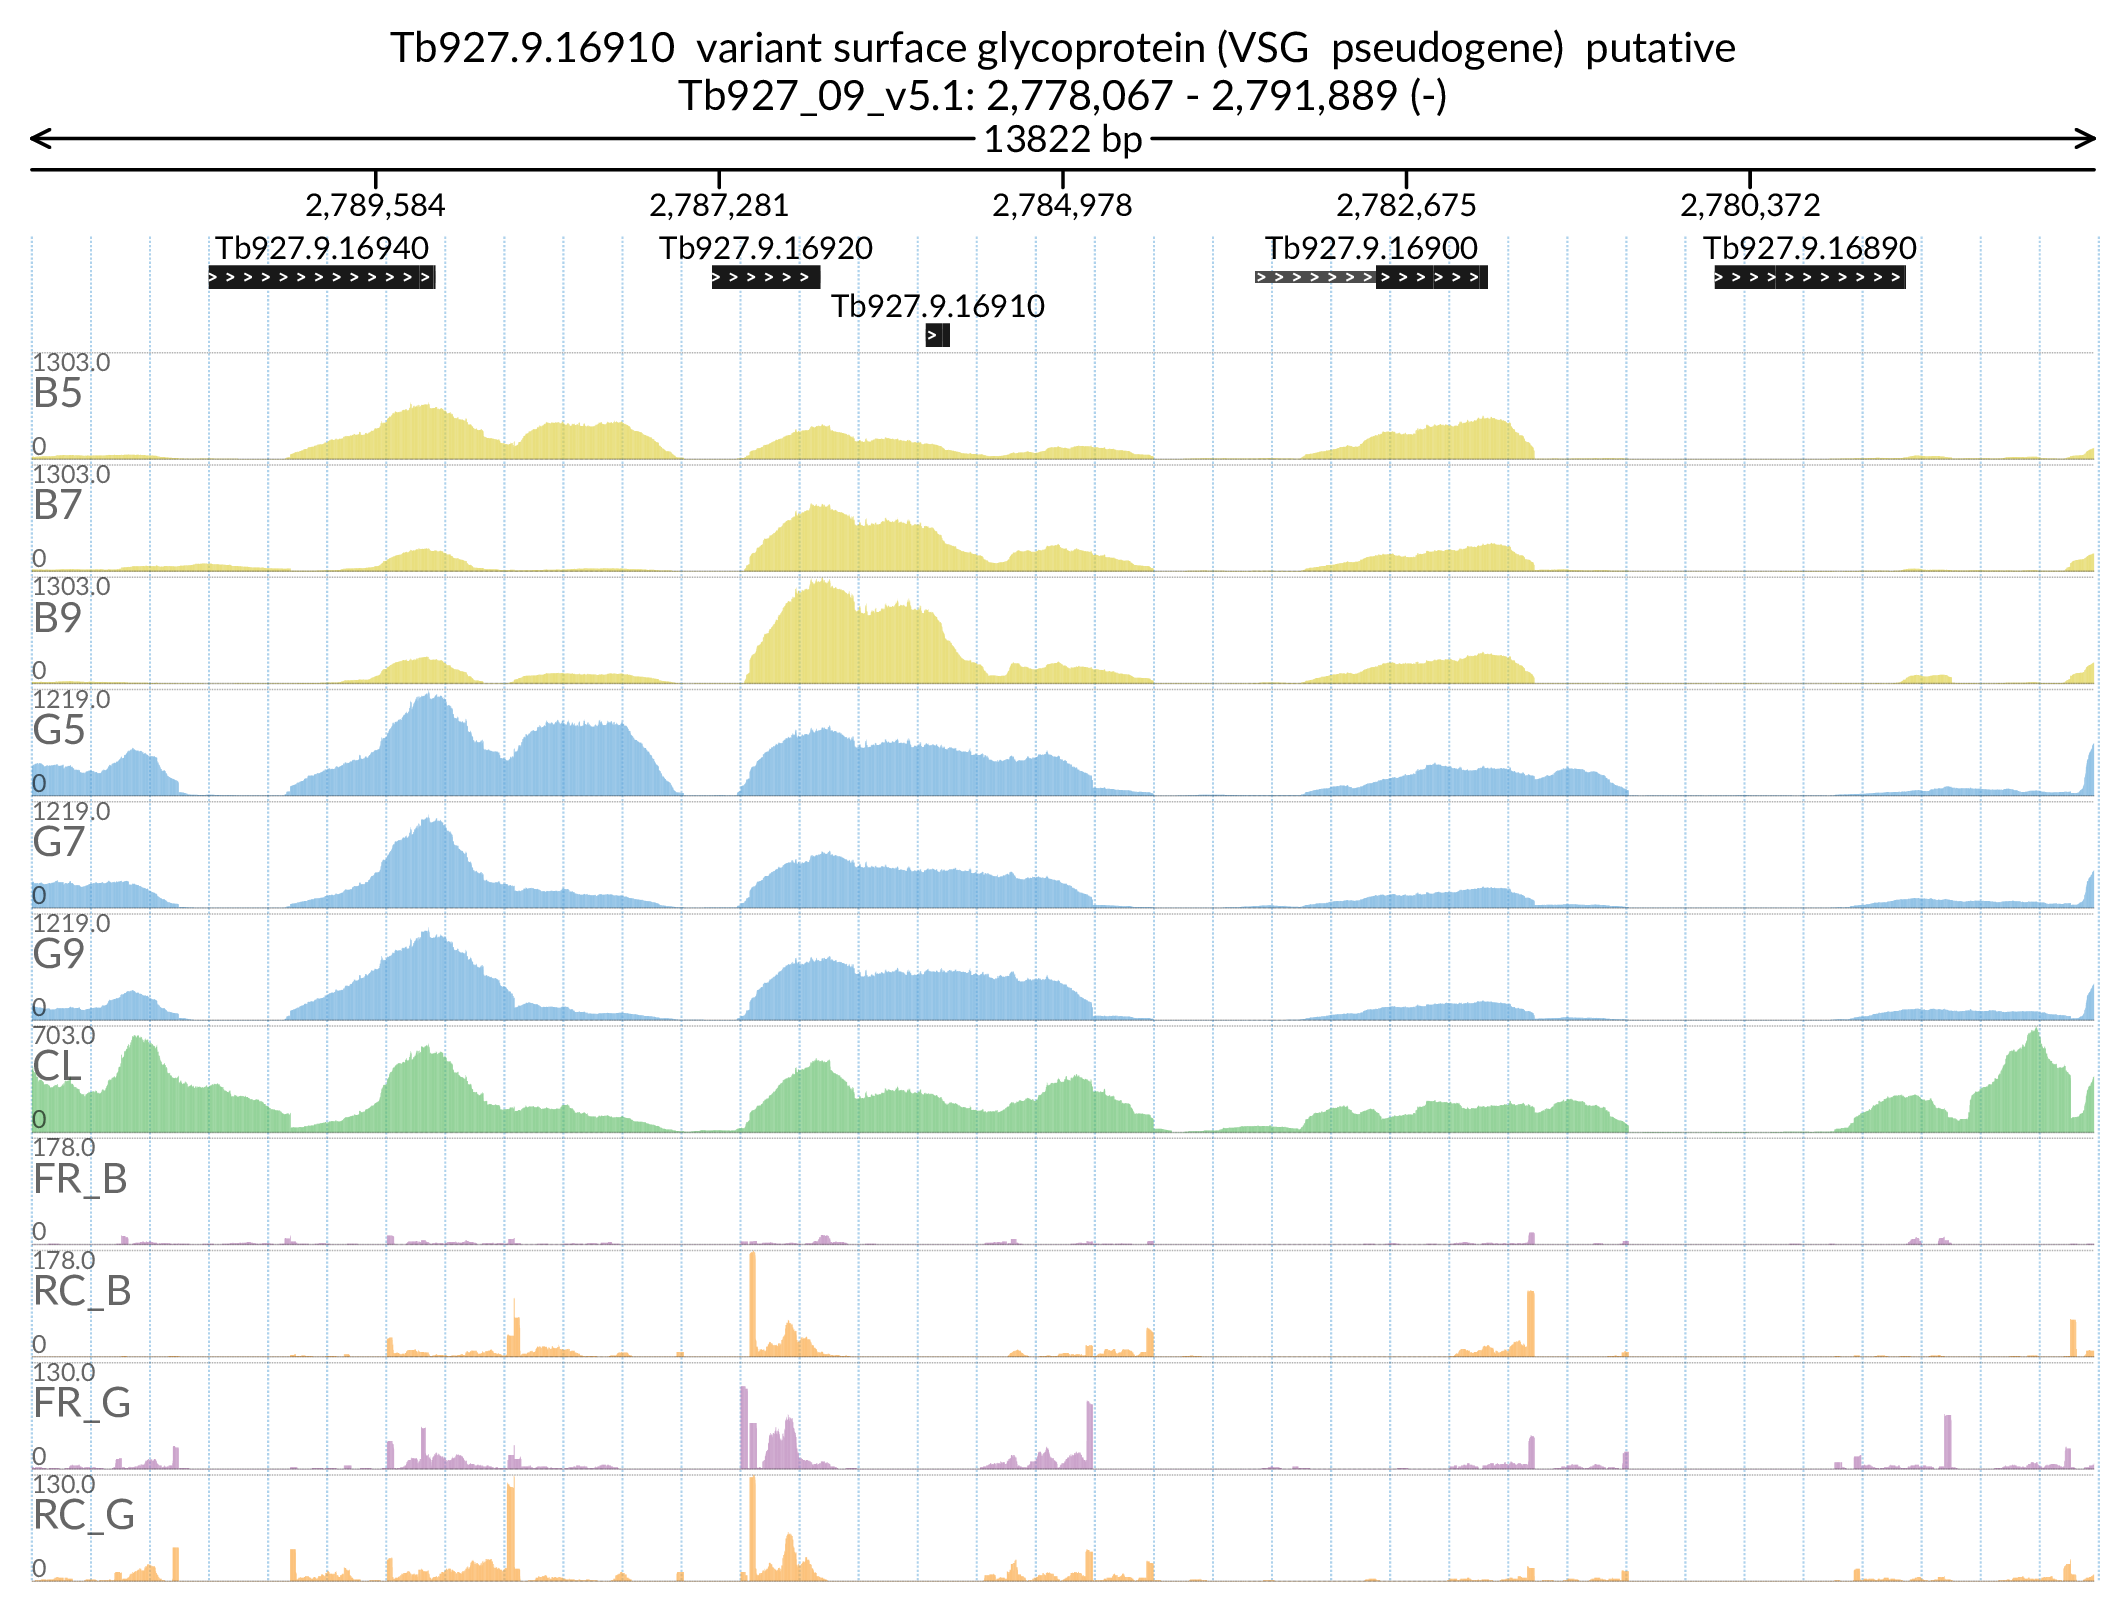 Tb927.9.16910 variant surface glycoprotein (VSG pseudogene) putative
Tb927_09_v5.1: 2,778,067 - 2,791,889 (-)
13822 bp
2,789,584 2,787,281 2,784,978 2,682,675 2,780,372
Tb927.9.16940 Tb927.9.16920 Tb927.9.16900 Tb927.9.16890
Tb927.9.16910
1303.0
B5
0
1303.0
B7
0
1303.0
B9
0
1219.0
G5
0
1219.0
G7
0
1219.0
G9
0
703.0
CL
0
178.0
FR_B
0
178.0
RC_B
0
130.0
FR_G
0
130.0
RC_G
0